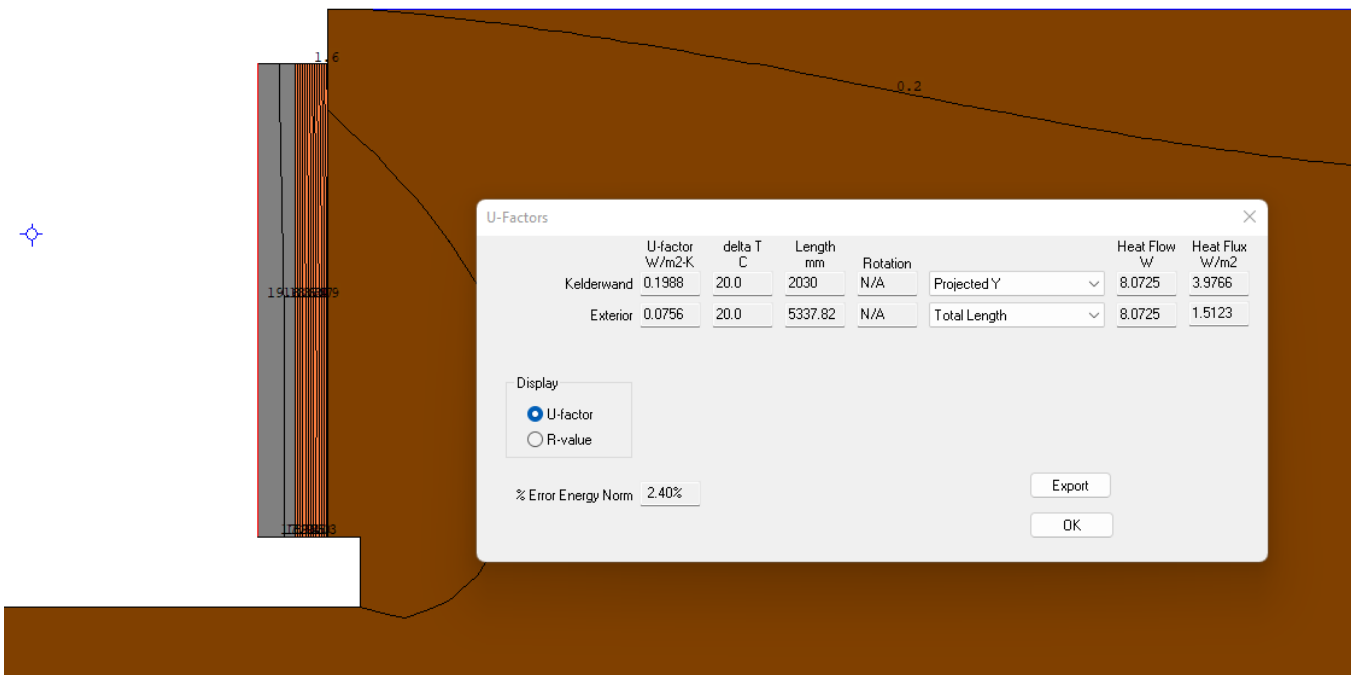 1.6
0.2
U-Factors
U-factor delta T Length Heat Flow Heat Flux
W/m2-K C mm Rotation W W/m2
Kelderwand 0.1988 20.0 2030 N/A Projected Y 8.0725 3.9766
Exterior 0.0756 20.0 5337.82 N/A Total Length 8.0725 1.5123
Display
U-factor
R-value
% Error Energy Norm 2.40%
Export
OK